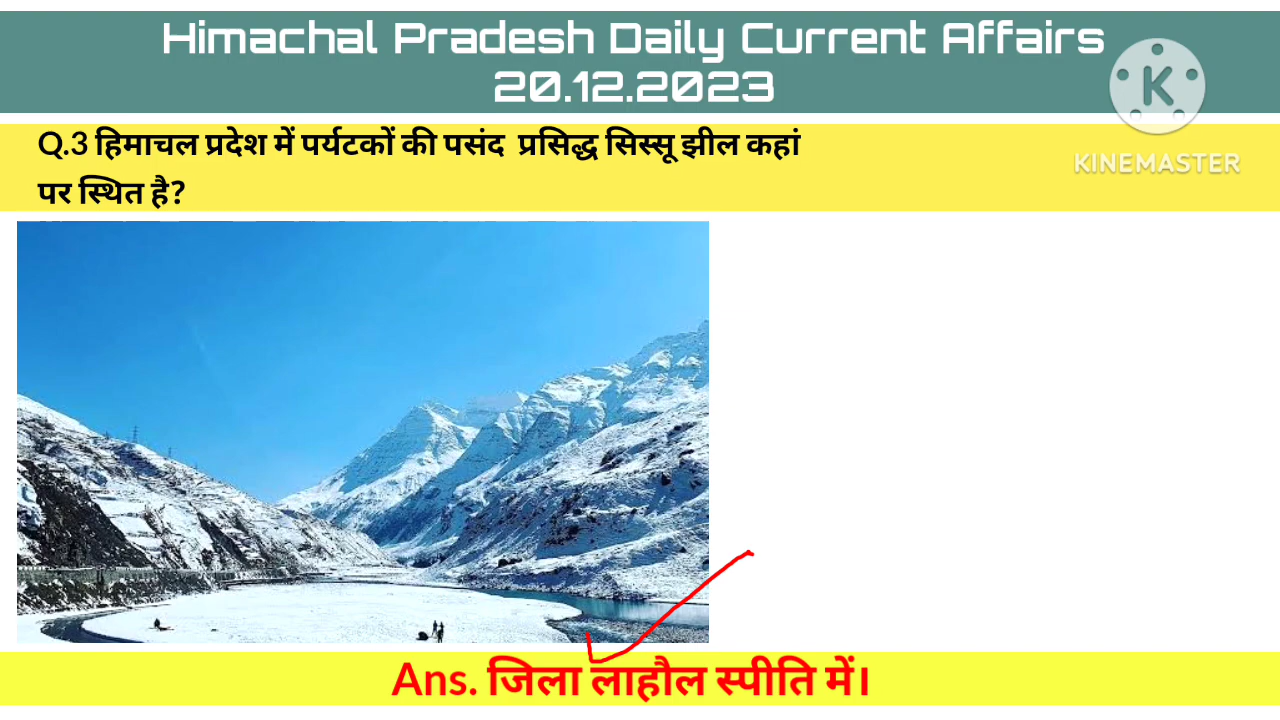 Himachal Pradesh Daily Current Affairs
20.12.2023
KINEMASTER
Q.3 हिमाचल प्रदेश में पर्यटकों की पसंद प्रसिद्ध सिस्सू झील कहां
पर स्थित है?
Ans. जिला लाहौल स्पीति में।